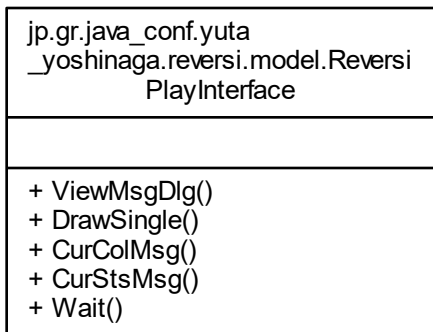 jp.gr.java_conf.yuta
_yoshinaga.reversi.model.Reversi
PlayInterface
+ ViewMsgDlg()
+ DrawSingle()
+ CurColMsg()
+ CurStsMsg()
+ Wait()